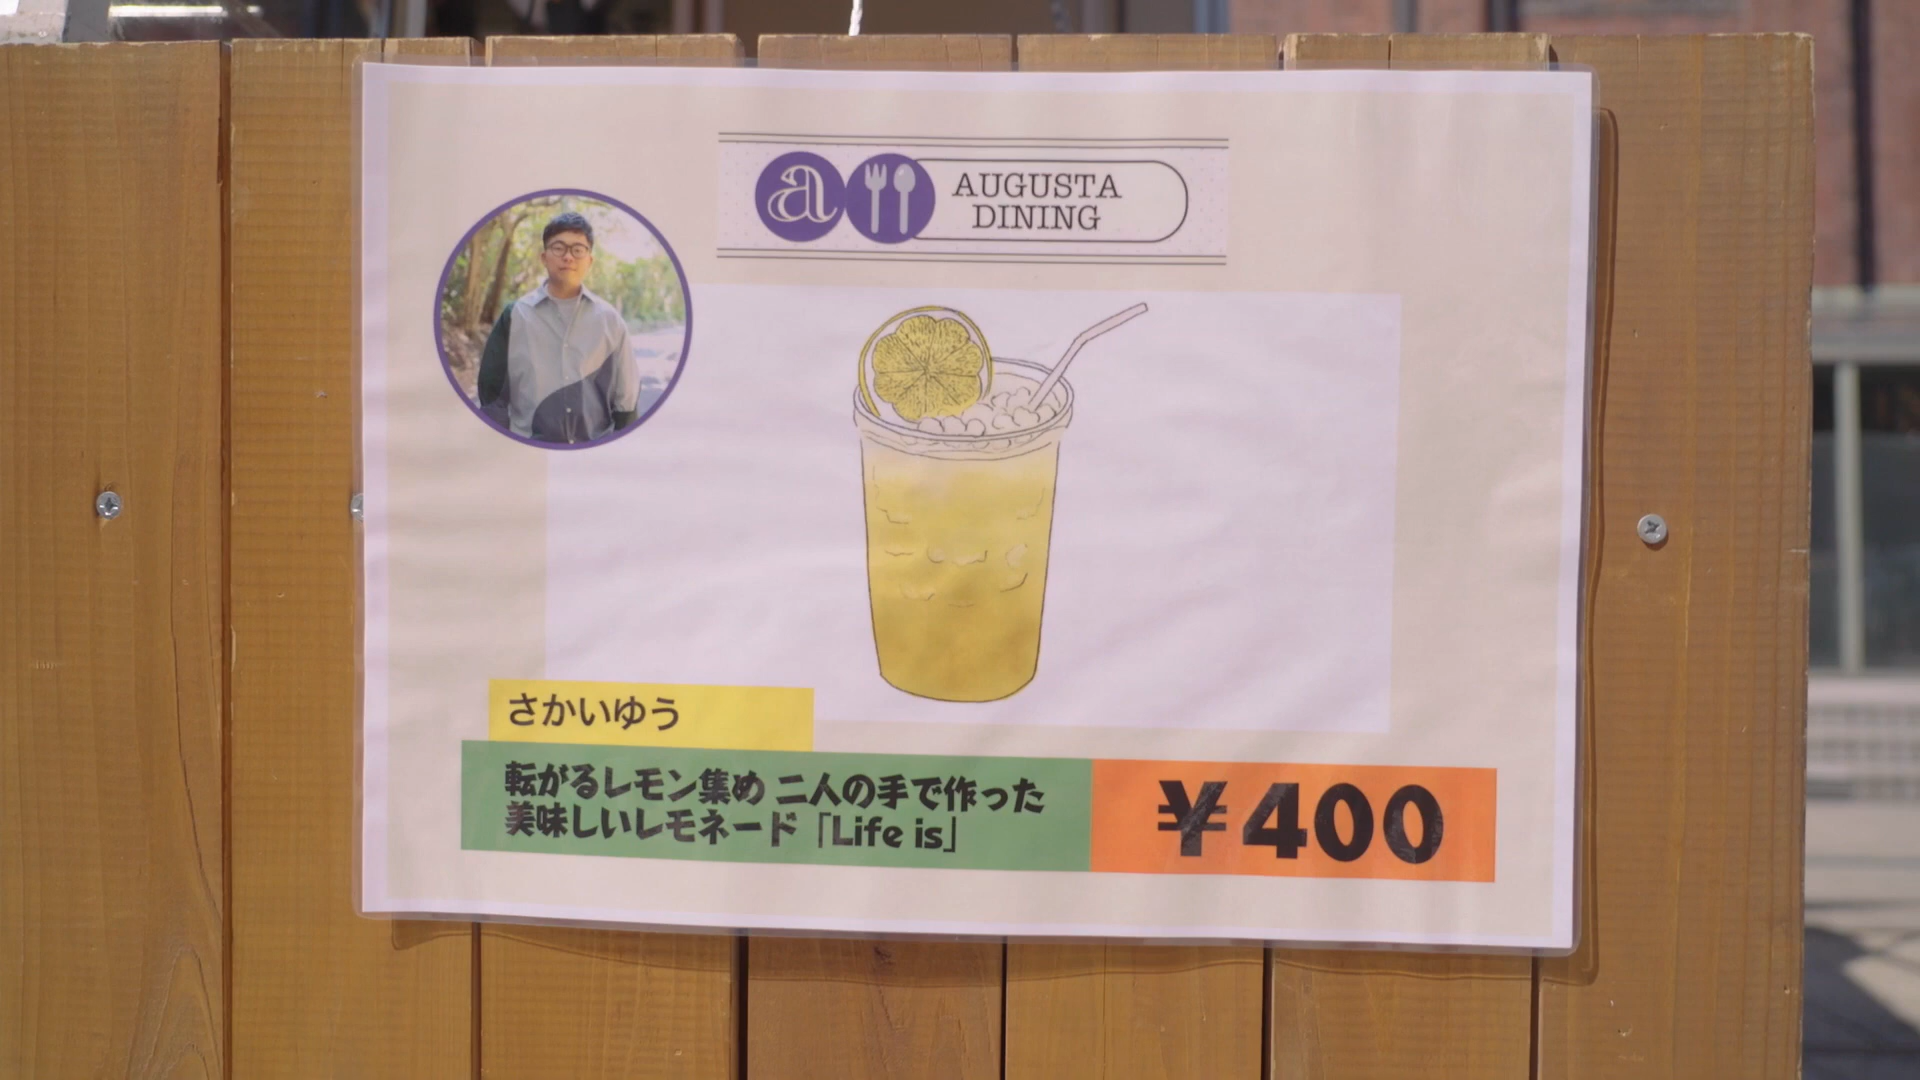 a
AUGUSTA
DINING
さかいゆう
転がるレモン集め 二人の手で作った
美味しいレモネード「Life is」
¥400